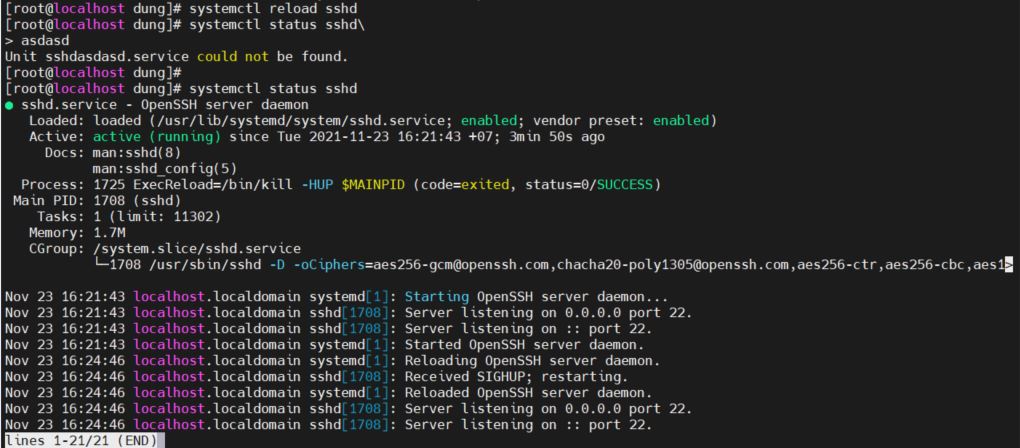 [root@localhost dung]# systemctl reload sshd
[root@localhost dung]# systemctl status sshd\
> asdasd
Unit sshdasdasd.service could not be found.
[root@localhost dung]#
[root@localhost dung]# systemctl status sshd
● sshd.service - OpenSSH server daemon
   Loaded: loaded (/usr/lib/systemd/system/sshd.service; enabled; vendor preset: enabled)
   Active: active (running) since Tue 2021-11-23 16:21:43 +07; 3min 50s ago
     Docs: man:sshd(8)
           man:sshd_config(5)
  Process: 1725 ExecReload=/bin/kill -HUP $MAINPID (code=exited, status=0/SUCCESS)
 Main PID: 1708 (sshd)
    Tasks: 1 (limit: 11302)
   Memory: 1.7M
   CGroup: /system.slice/sshd.service
           └─1708 /usr/sbin/sshd -D -oCiphers=aes256-gcm@openssh.com,chacha20-poly1305@openssh.com,aes256-ctr,aes256-cbc,aes1>
Nov 23 16:21:43 localhost.localdomain systemd[1]: Starting OpenSSH server daemon...
Nov 23 16:21:43 localhost.localdomain sshd[1708]: Server listening on 0.0.0.0 port 22.
Nov 23 16:21:43 localhost.localdomain sshd[1708]: Server listening on :: port 22.
Nov 23 16:21:43 localhost.localdomain systemd[1]: Started OpenSSH server daemon.
Nov 23 16:24:46 localhost.localdomain systemd[1]: Reloading OpenSSH server daemon.
Nov 23 16:24:46 localhost.localdomain sshd[1708]: Received SIGHUP; restarting.
Nov 23 16:24:46 localhost.localdomain systemd[1]: Reloaded OpenSSH server daemon.
Nov 23 16:24:46 localhost.localdomain sshd[1708]: Server listening on 0.0.0.0 port 22.
Nov 23 16:24:46 localhost.localdomain sshd[1708]: Server listening on :: port 22.
lines 1-21/21 (END)